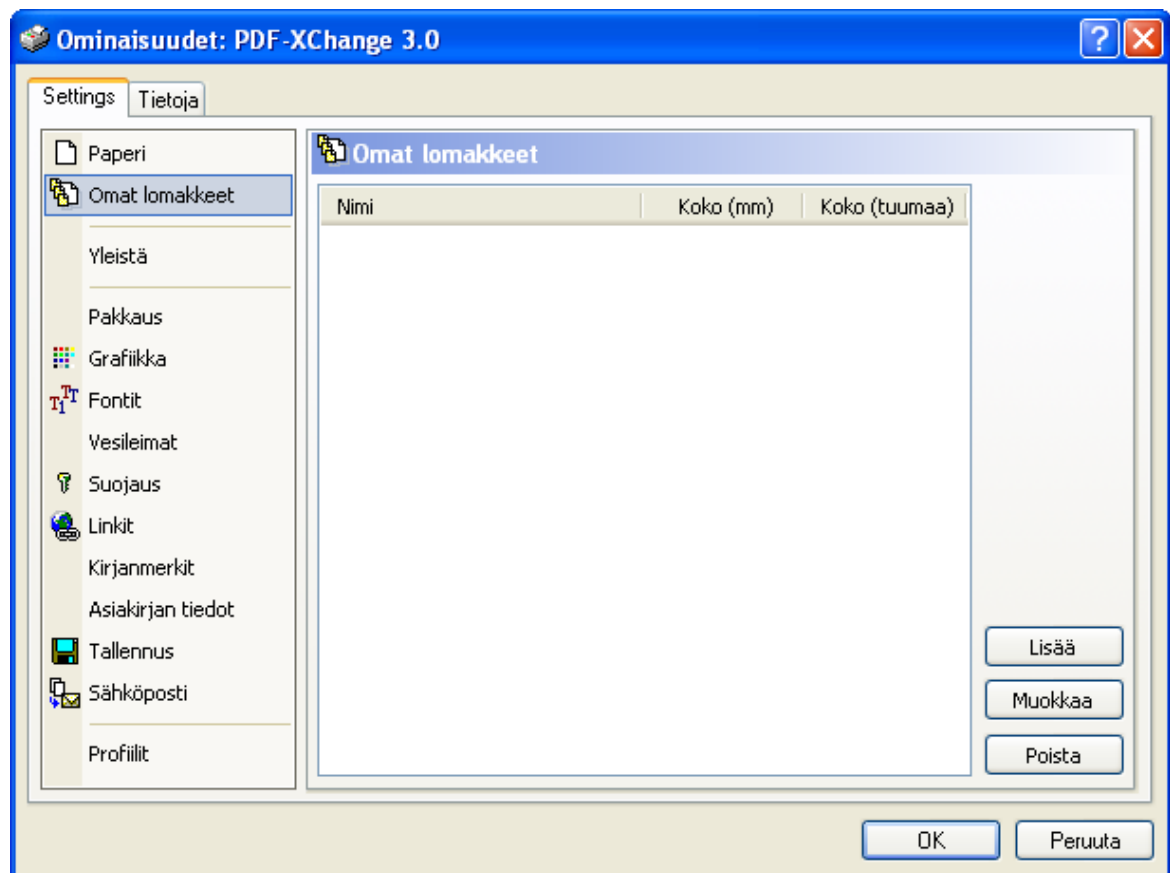 Ominaisuudet: PDF-XChange 3.0
Settings Tietoja
Paperi
Omat lomakkeet
Yleistä
Pakkaus
Grafiikka
Fontit
Vesileimat
Suojaus
Linkit
Kirjanmerkit
Asiakirjan tiedot
Tallennus
Sähköposti
Profiilit
Omat lomakkeet
Nimi Koko (mm) Koko (tuumaa)
Lisää
Muokkaa
Poista
OK Peruuta